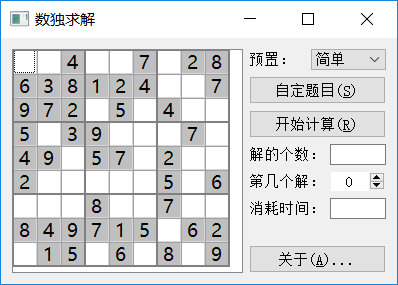 数独求解
4 7 2 8 预置： 简单
6 3 8 1 2 4 7 自定题目(S)
9 7 2 5 4
5 3 9 7 开始计算(R)
4 9 5 7 2 解的个数：
2 5 6 第几个解： 0
8 7 消耗时间：
8 4 9 7 1 5 6 2
1 5 6 8 9 关于(A)...